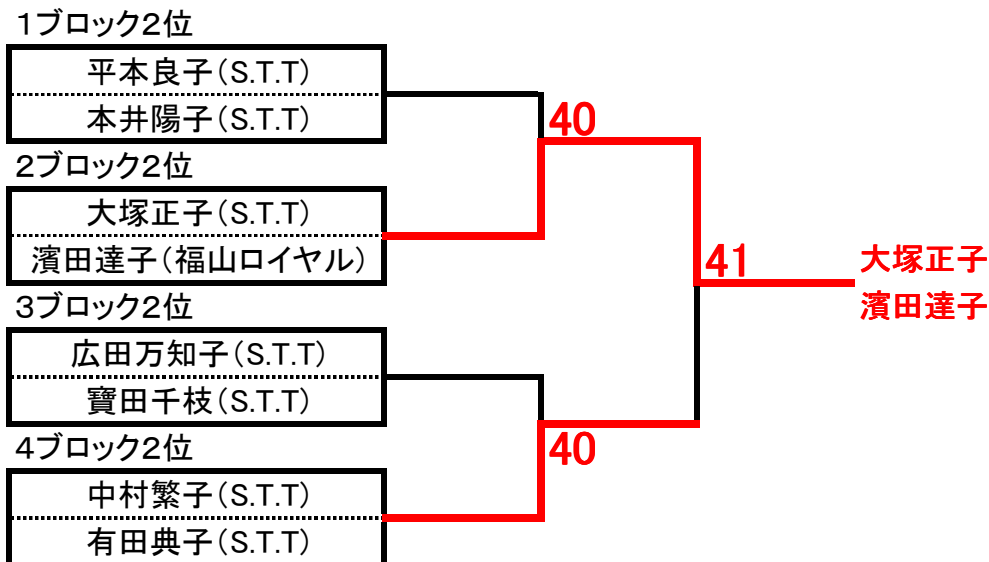 1ブロック2位
平本良子(S.T.T)
本井陽子(S.T.T)
40
2ブロック2位
大塚正子(S.T.T)
濱田達子(福山ロイヤル)
41
大塚正子
濱田達子
3ブロック2位
広田万知子(S.T.T)
寶田千枝(S.T.T)
40
4ブロック2位
中村繁子(S.T.T)
有田典子(S.T.T)